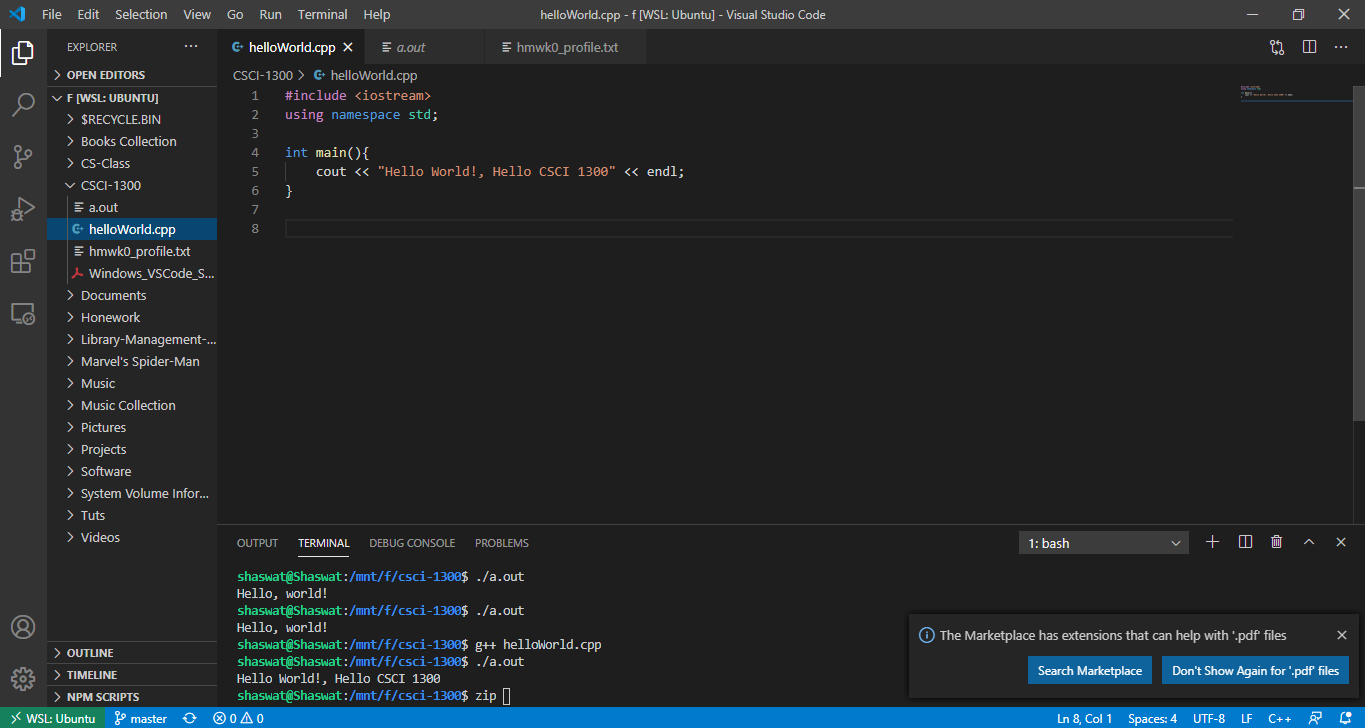 File Edit Selection View Go Run Terminal Help helloWorld.cpp - f [WSL: Ubuntu] - Visual Studio Code
EXPLORER ···
OPEN EDITORS
F [WSL: UBUNTU]
$RECYCLE.BIN
Books Collection
CS-Class
CSCI-1300
a.out
helloWorld.cpp
hmwk0_profile.txt
Windows_VSCode_S...
Documents
Honework
Library-Management-...
Marvel's Spider-Man
Music
Music Collection
Pictures
Projects
Software
System Volume Infor...
Tuts
Videos
OUTLINE
TIMELINE
NPM SCRIPTS
helloWorld.cpp a.out hmwk0_profile.txt
CSCI-1300 > helloWorld.cpp
1 #include <iostream>
2 using namespace std;
3
4 int main(){
5 cout << "Hello World!, Hello CSCI 1300" << endl;
6 }
7
8
OUTPUT TERMINAL DEBUG CONSOLE PROBLEMS 1: bash
shaswat@Shaswat:/mnt/f/csci-1300$ ./a.out
Hello, world!
shaswat@Shaswat:/mnt/f/csci-1300$ ./a.out
Hello, world!
shaswat@Shaswat:/mnt/f/csci-1300$ g++ helloWorld.cpp
shaswat@Shaswat:/mnt/f/csci-1300$ ./a.out
Hello World!, Hello CSCI 1300
shaswat@Shaswat:/mnt/f/csci-1300$ zip
The Marketplace has extensions that can help with '.pdf' files
Search Marketplace Don't Show Again for '.pdf' files
WSL: Ubuntu master 0 0 Ln 8, Col 1 Spaces: 4 UTF-8 LF C++